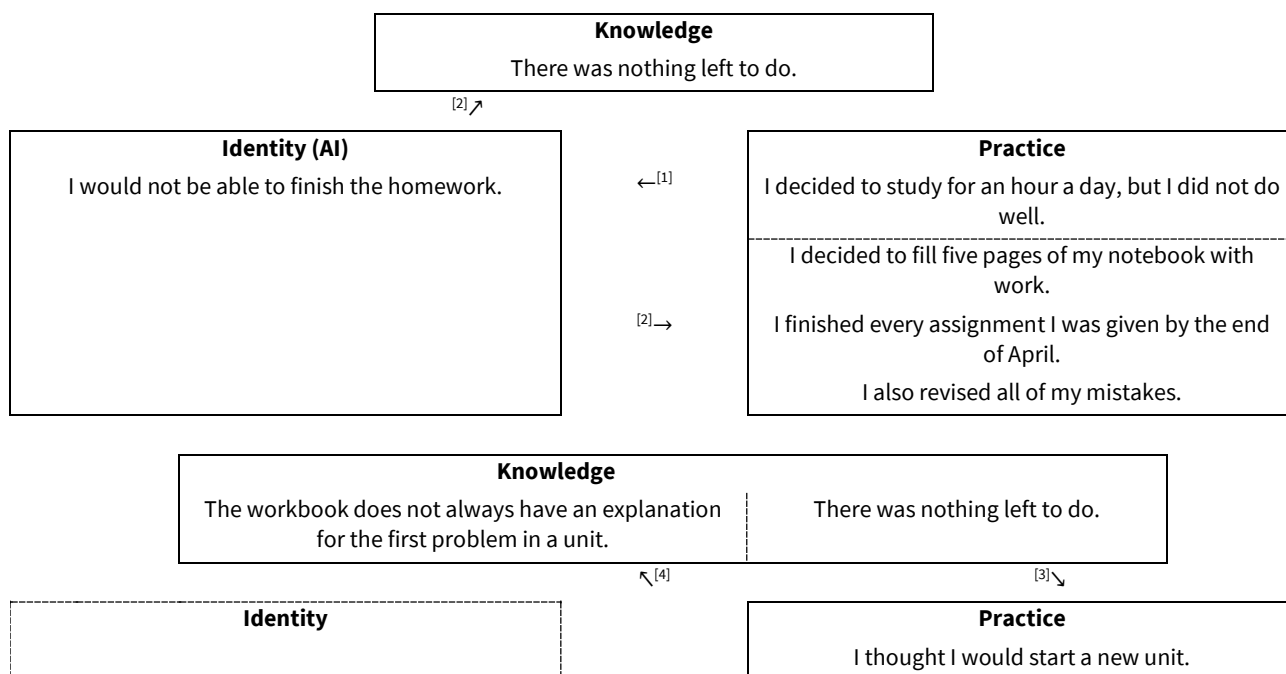 Knowledge
There was nothing left to do.
[2]↗
Identity (AI)
I would not be able to finish the homework.
←[1]
[2]→
Practice
I decided to study for an hour a day, but I did not do
well.
I decided to fill five pages of my notebook with
work.
I finished every assignment I was given by the end
of April.
I also revised all of my mistakes.
Knowledge
The workbook does not always have an explanation
for the first problem in a unit.
There was nothing left to do.
↖[4]
[3]↘
Identity
Practice
I thought I would start a new unit.